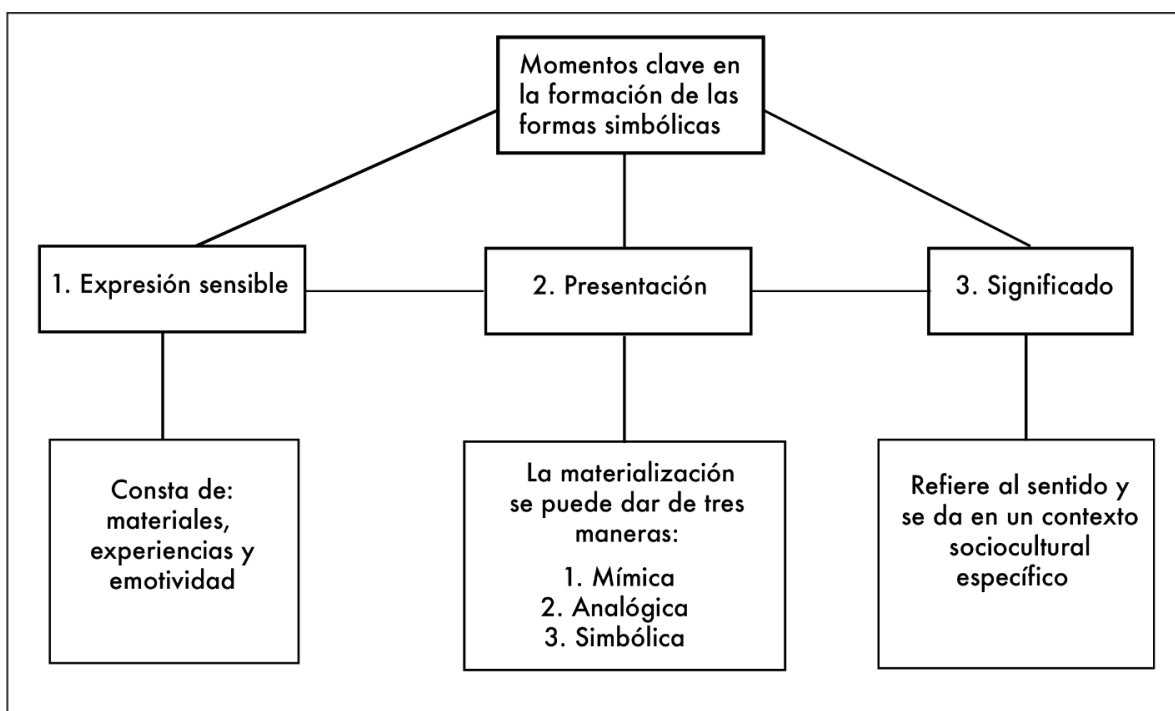 Momentos clave en
la formación de las
formas simbólicas
1. Expresión sensible
2. Presentación
3. Significado
Consta de:
materiales,
experiencias y
emotividad
La materialización
se puede dar de tres
maneras:
1. Mímica
2. Analógica
3. Simbólica
Refiere al sentido y
se da en un contexto
sociocultural
específico